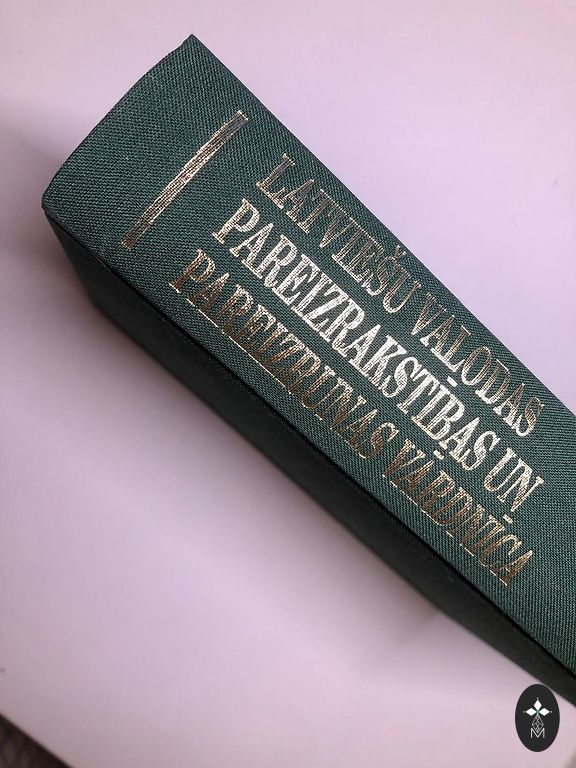 LATVIEŠU VALODAS
PAREIZRAKSTĪBAS UN
PAREIZRUNAS VĀRDNĪCA
M